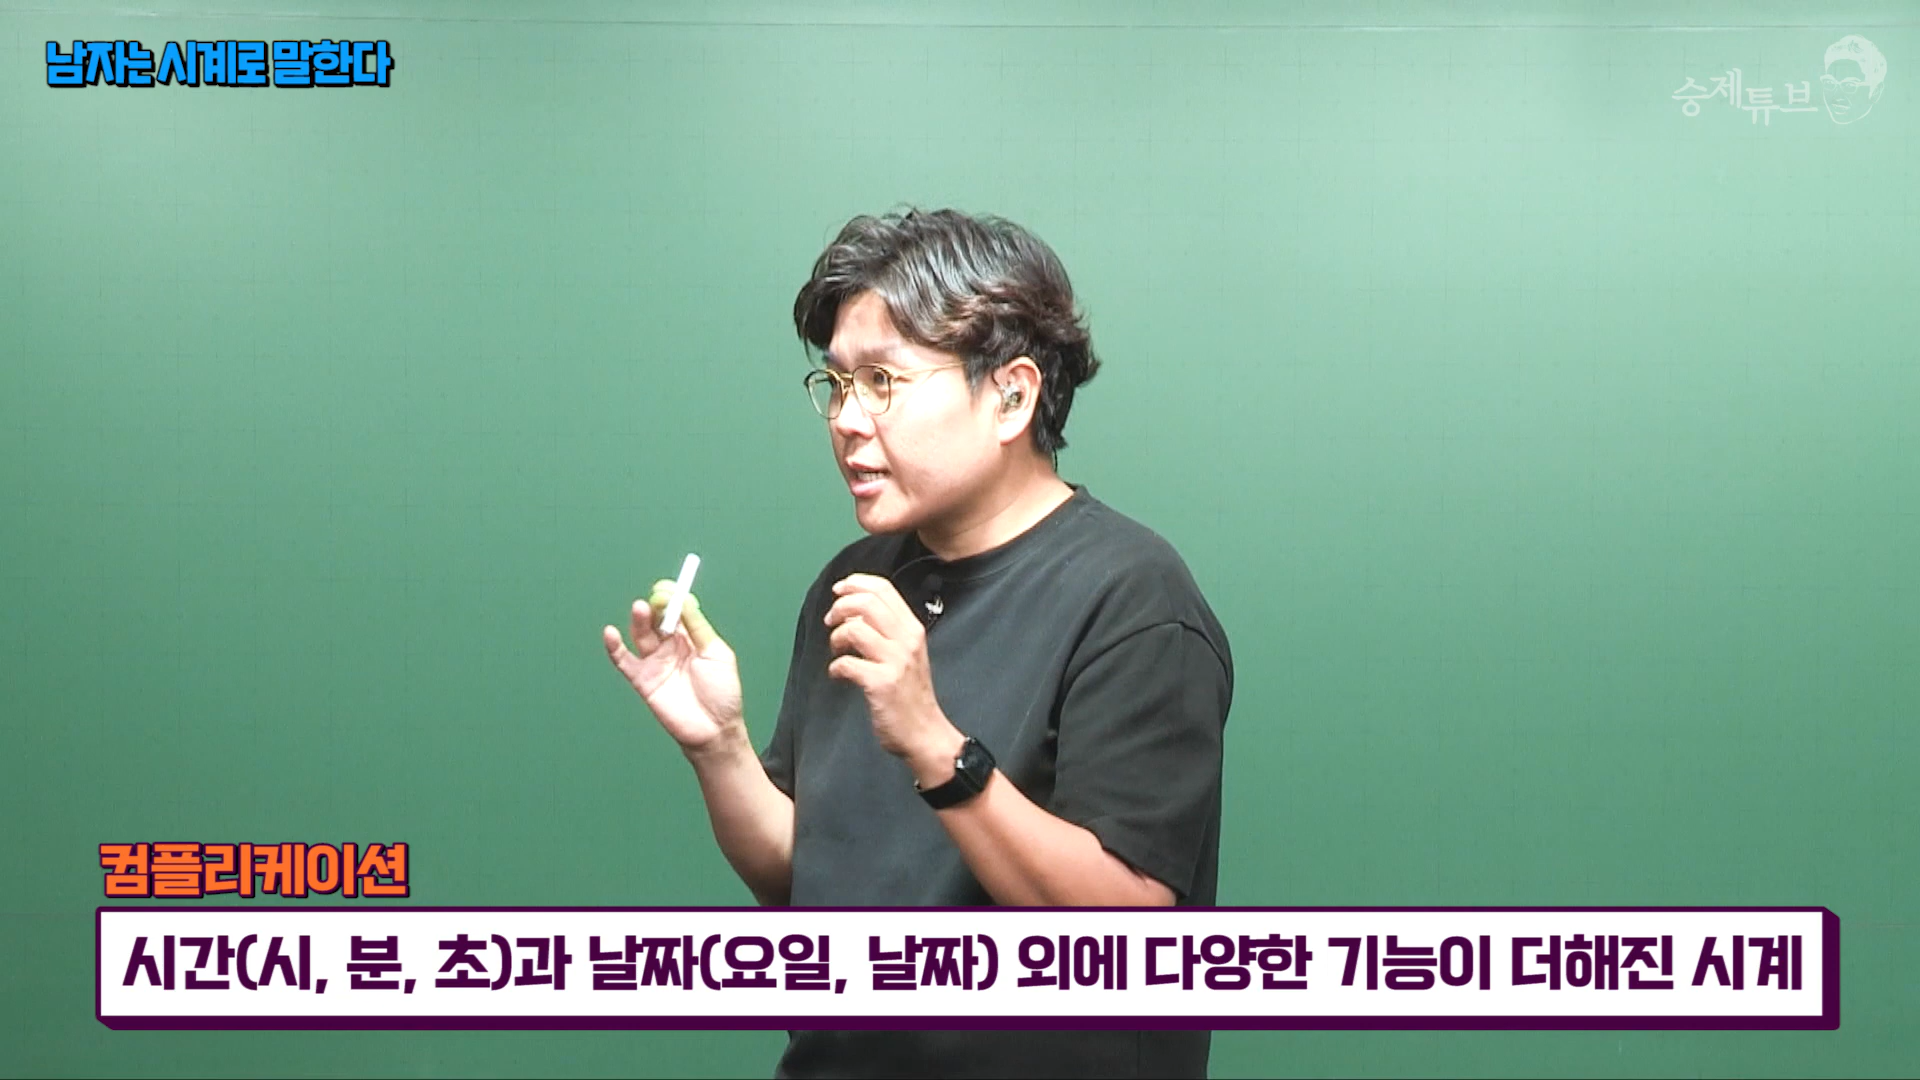 남자는 시계로 말한다
승제튜브
컴플리케이션
시간(시, 분, 초)과 날짜(요일, 날짜) 외에 다양한 기능이 더해진 시계